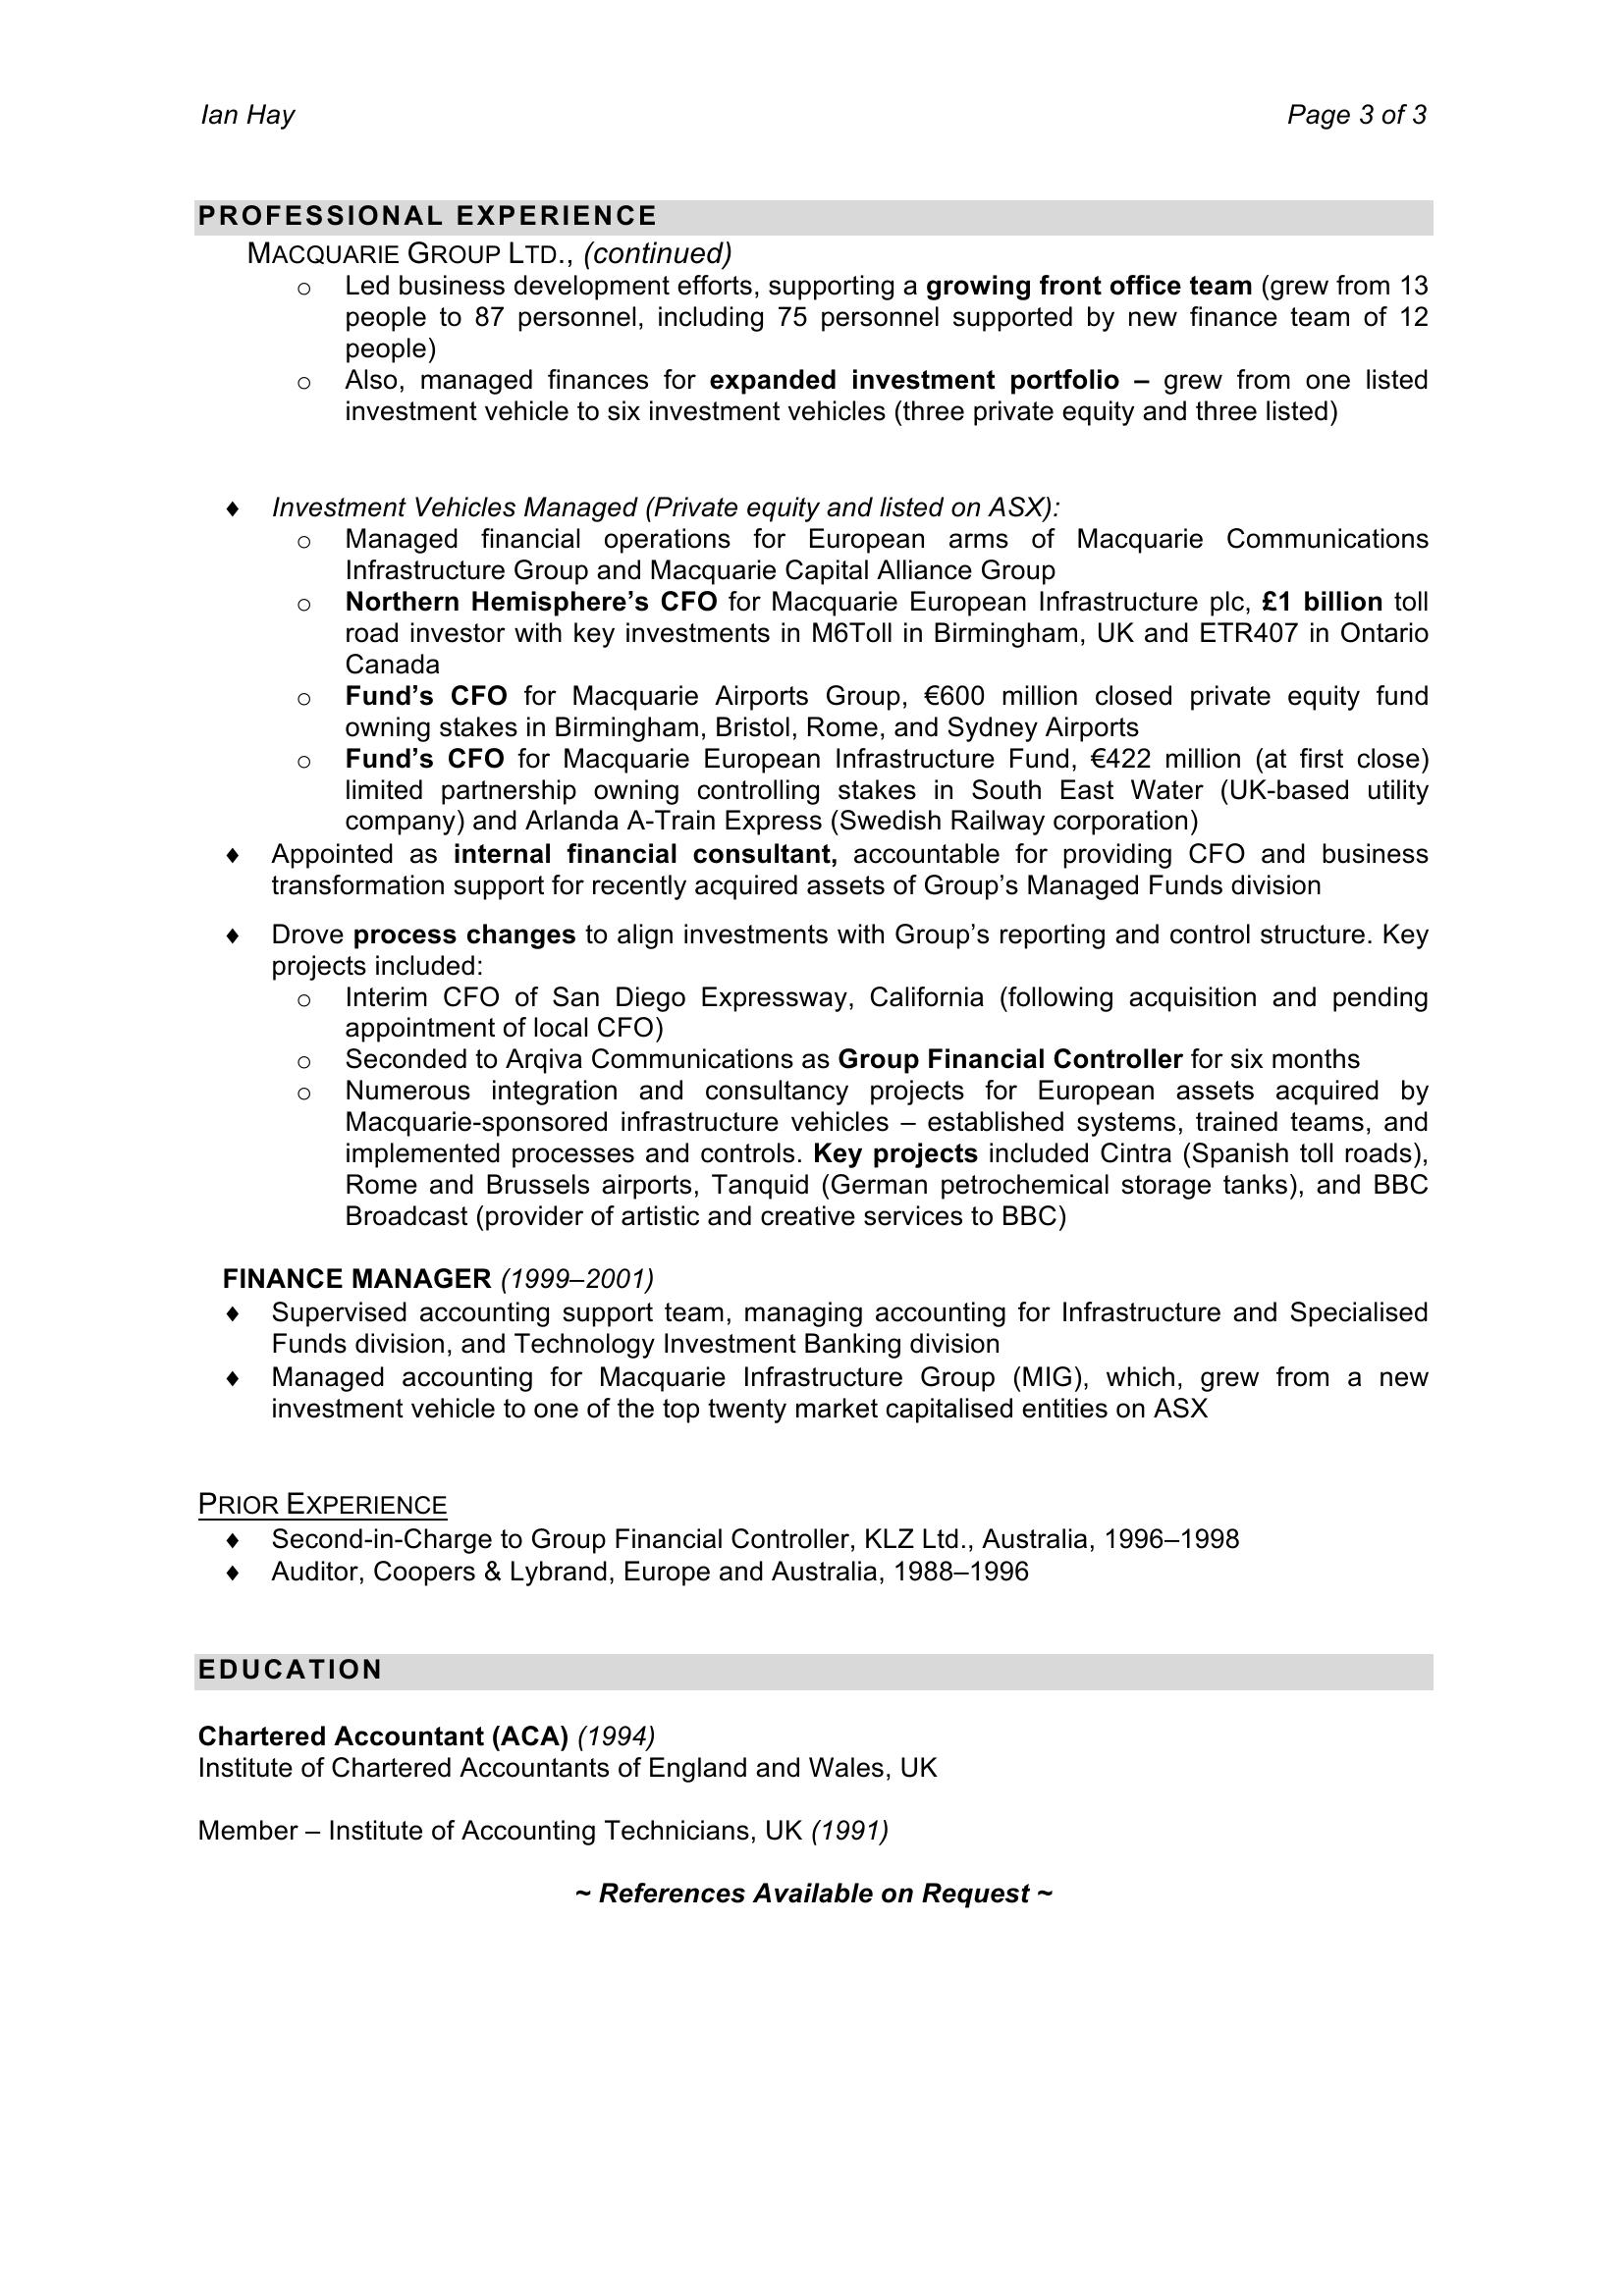 Ian Hay Page 3 of 3
PROFESSIONAL EXPERIENCE
MACQUARIE GROUP LTD., (continued)
o Led business development efforts, supporting a growing front office team (grew from 13
people to 87 personnel, including 75 personnel supported by new finance team of 12
people)
o Also, managed finances for expanded investment portfolio – grew from one listed
investment vehicle to six investment vehicles (three private equity and three listed)
♦ Investment Vehicles Managed (Private equity and listed on ASX):
o Managed financial operations for European arms of Macquarie Communications
Infrastructure Group and Macquarie Capital Alliance Group
o Northern Hemisphere’s CFO for Macquarie European Infrastructure plc, £1 billion toll
road investor with key investments in M6Toll in Birmingham, UK and ETR407 in Ontario
Canada
o Fund’s CFO for Macquarie Airports Group, €600 million closed private equity fund
owning stakes in Birmingham, Bristol, Rome, and Sydney Airports
o Fund’s CFO for Macquarie European Infrastructure Fund, €422 million (at first close)
limited partnership owning controlling stakes in South East Water (UK-based utility
company) and Arlanda A-Train Express (Swedish Railway corporation)
♦ Appointed as internal financial consultant, accountable for providing CFO and business
transformation support for recently acquired assets of Group’s Managed Funds division
♦ Drove process changes to align investments with Group’s reporting and control structure. Key
projects included:
o Interim CFO of San Diego Expressway, California (following acquisition and pending
appointment of local CFO)
o Seconded to Arqiva Communications as Group Financial Controller for six months
o Numerous integration and consultancy projects for European assets acquired by
Macquarie-sponsored infrastructure vehicles – established systems, trained teams, and
implemented processes and controls. Key projects included Cintra (Spanish toll roads),
Rome and Brussels airports, Tanquid (German petrochemical storage tanks), and BBC
Broadcast (provider of artistic and creative services to BBC)
FINANCE MANAGER (1999–2001)
♦ Supervised accounting support team, managing accounting for Infrastructure and Specialised
Funds division, and Technology Investment Banking division
♦ Managed accounting for Macquarie Infrastructure Group (MIG), which, grew from a new
investment vehicle to one of the top twenty market capitalised entities on ASX
PRIOR EXPERIENCE
♦ Second-in-Charge to Group Financial Controller, KLZ Ltd., Australia, 1996–1998
♦ Auditor, Coopers & Lybrand, Europe and Australia, 1988–1996
EDUCATION
Chartered Accountant (ACA) (1994)
Institute of Chartered Accountants of England and Wales, UK
Member – Institute of Accounting Technicians, UK (1991)
~ References Available on Request ~